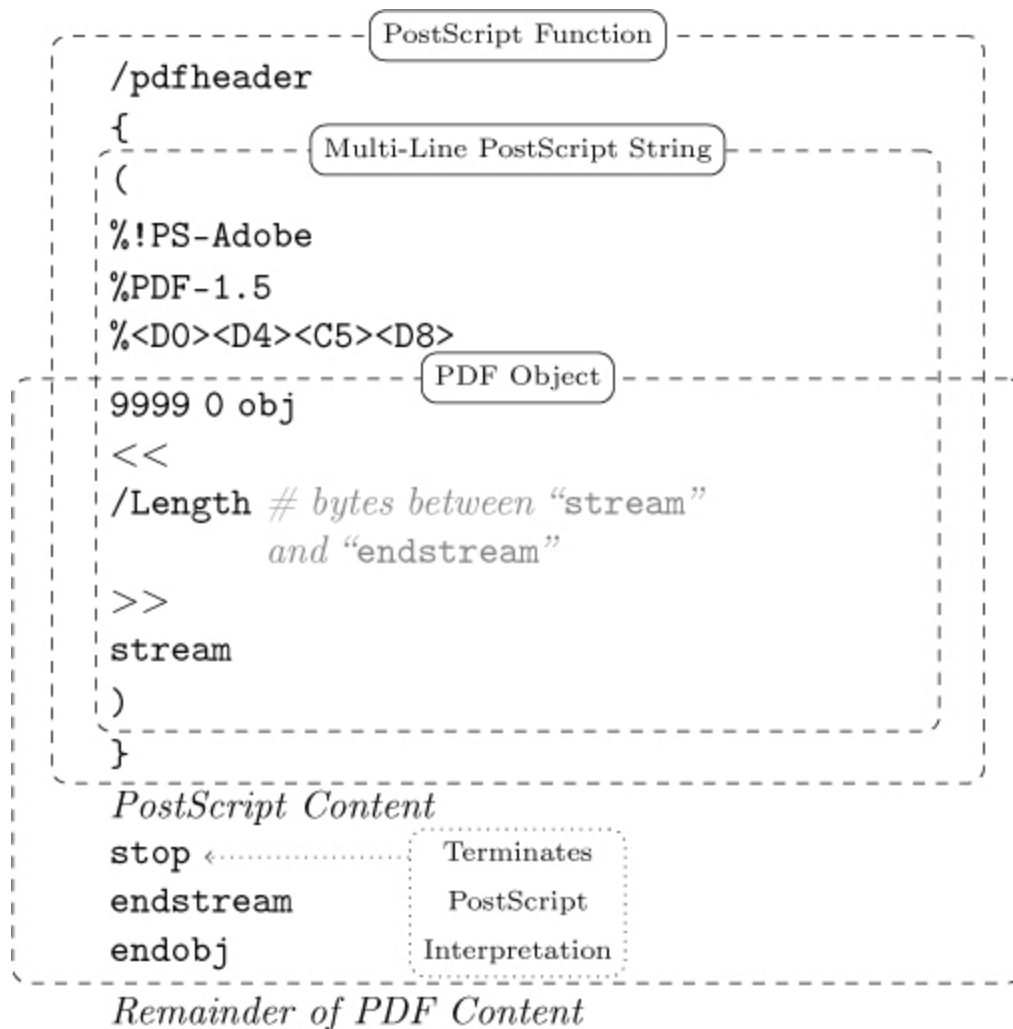 PostScript Function
/pdfheader
{
Multi-Line PostScript String
(
%!PS-Adobe
%PDF-1.5
%<D0><D4><C5><D8>
PDF Object
9999 0 obj
<<
/Length # bytes between “stream”
and “endstream”
>>
stream
)
}
PostScript Content
stop
Terminates
endstream
PostScript
endobj
Interpretation
Remainder of PDF Content